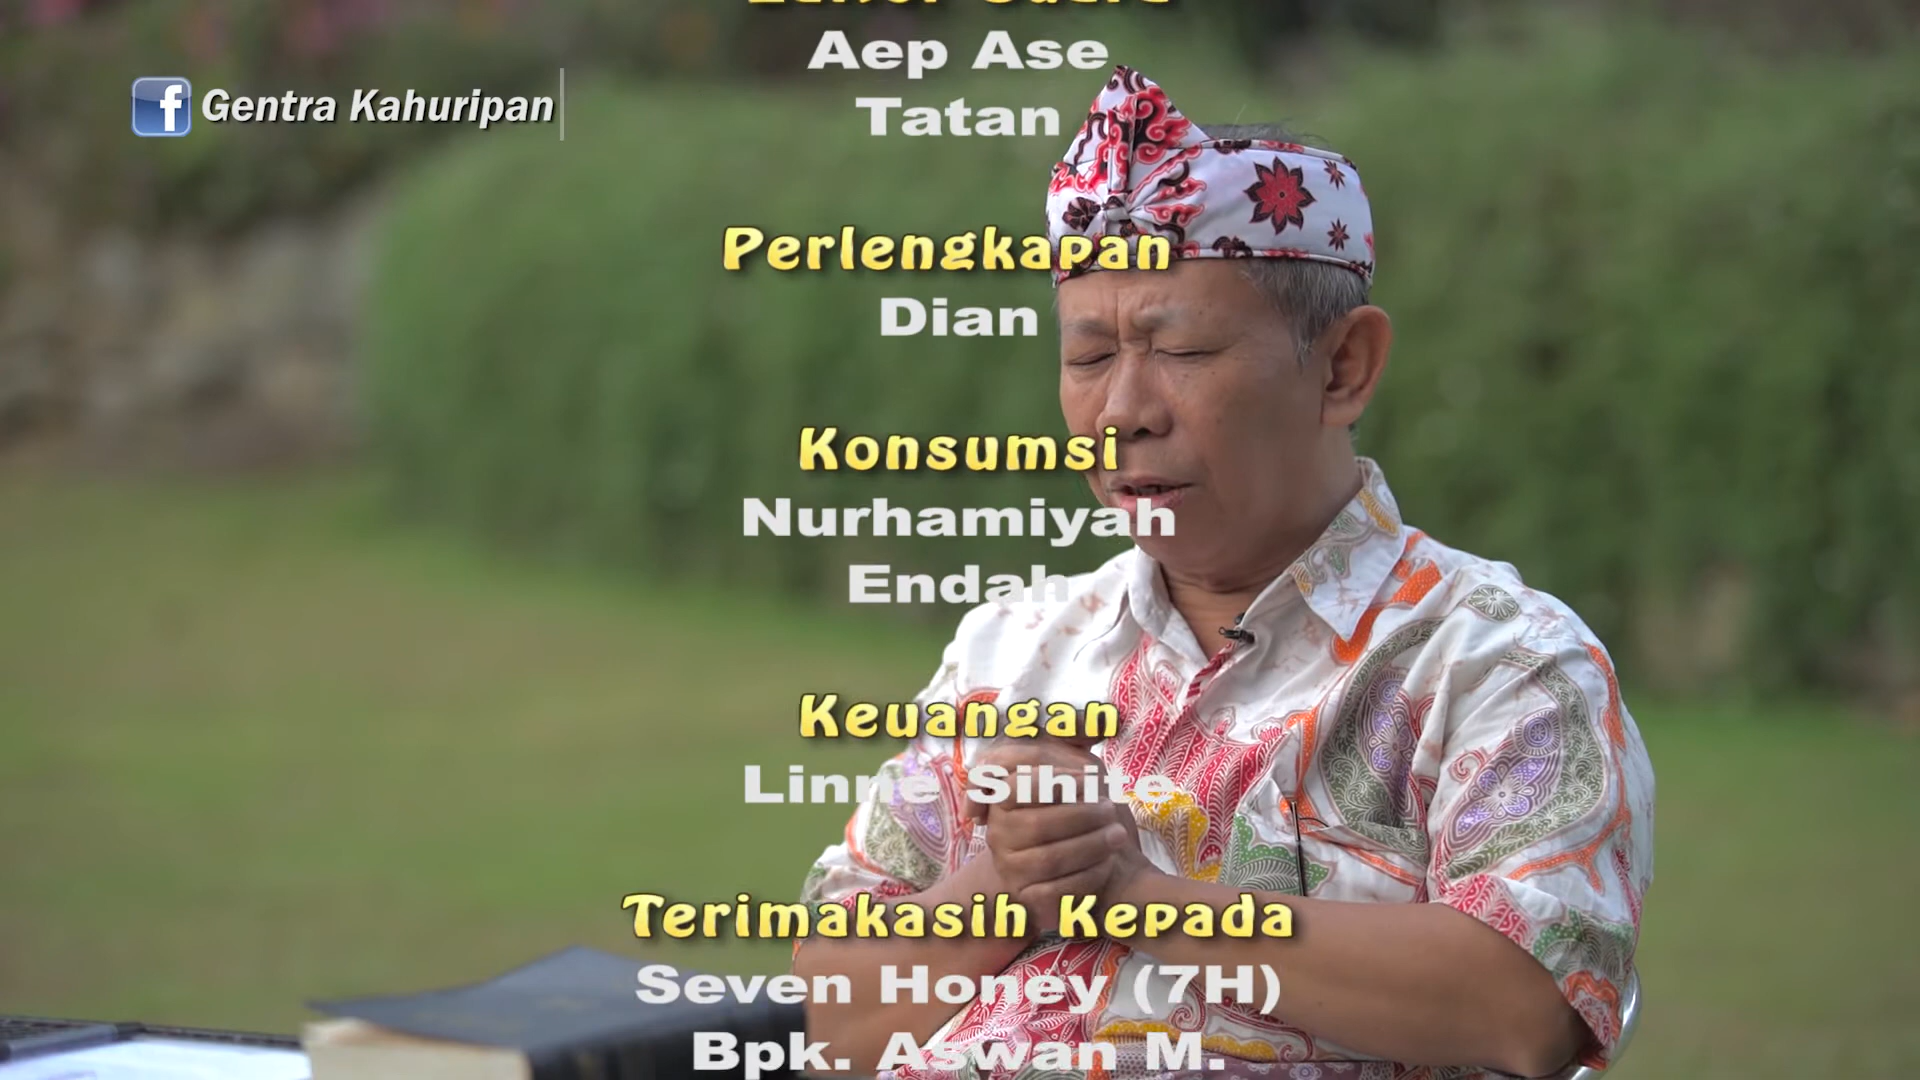 Aep Ase
Tatan
Gentra Kahuripan
Perlengkapan
Dian
Konsumsi
Nurhamiyah
Endah
Keuangan
Linne Sihite
Terimakasih Kepada
Seven Honey (7H)
Bpk. Aswan M.